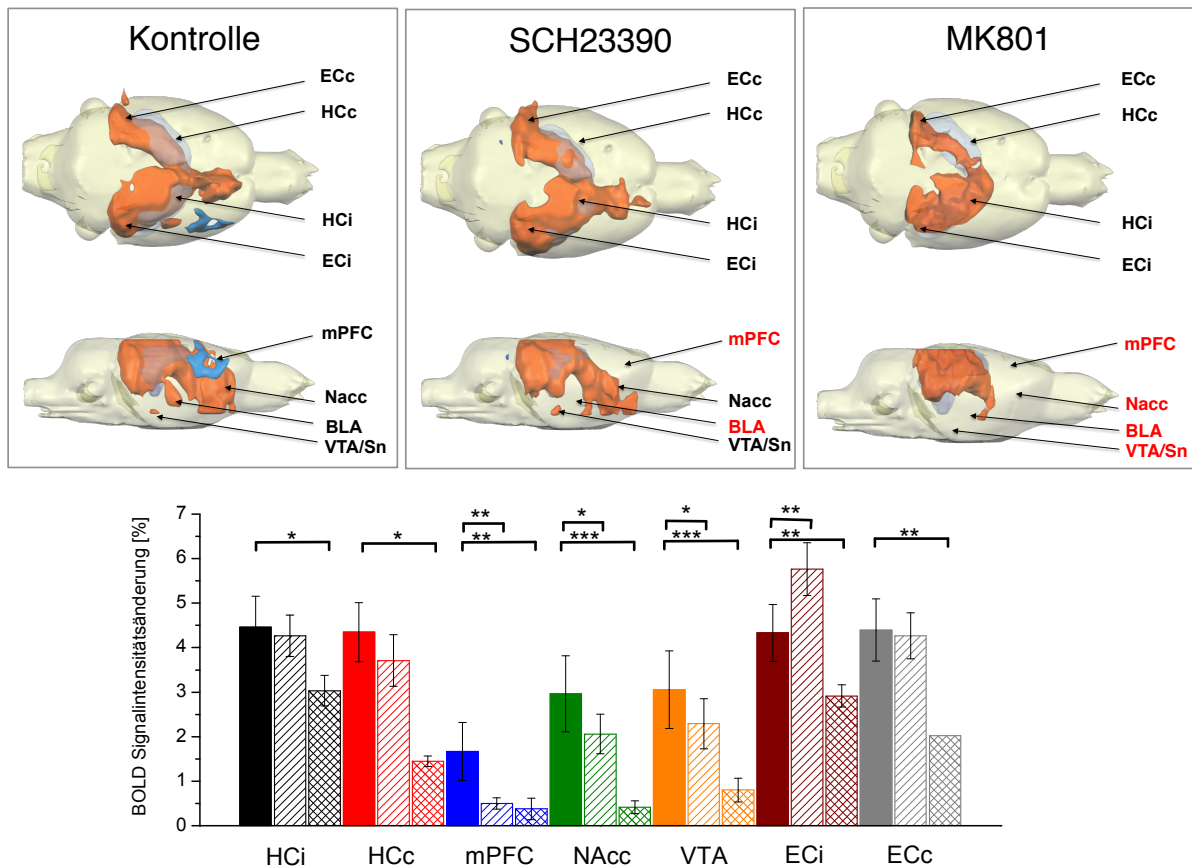 Kontrolle
ECc
HCc
HCi
ECi
mPFC
Nacc
BLA
VTA/Sn
SCH23390
ECc
HCc
HCi
ECi
mPFC
Nacc
BLA
VTA/Sn
MK801
ECc
HCc
HCi
ECi
mPFC
Nacc
BLA
VTA/Sn
BOLD Signalintensitätsänderung [%]
7
6
5
4
3
2
1
0
* * ** ** * *** * *** ** ** **
HCi HCc mPFC NAcc VTA ECi ECc